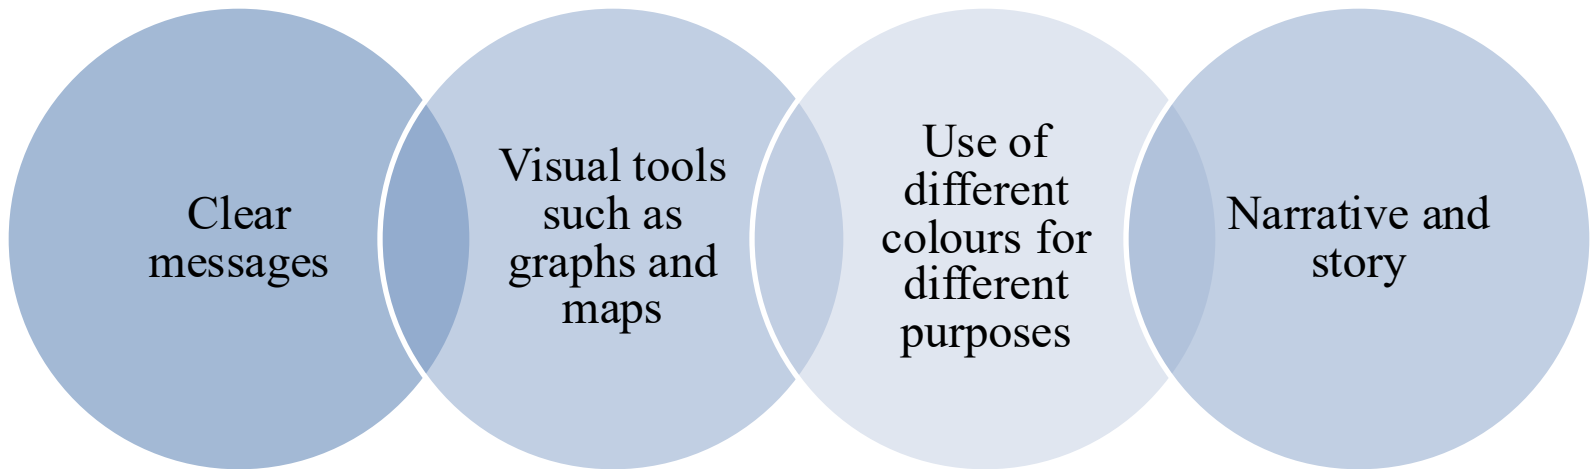 Clear
messages
Visual tools
such as
graphs and
maps
Use of
different
colours for
different
purposes
Narrative and
story